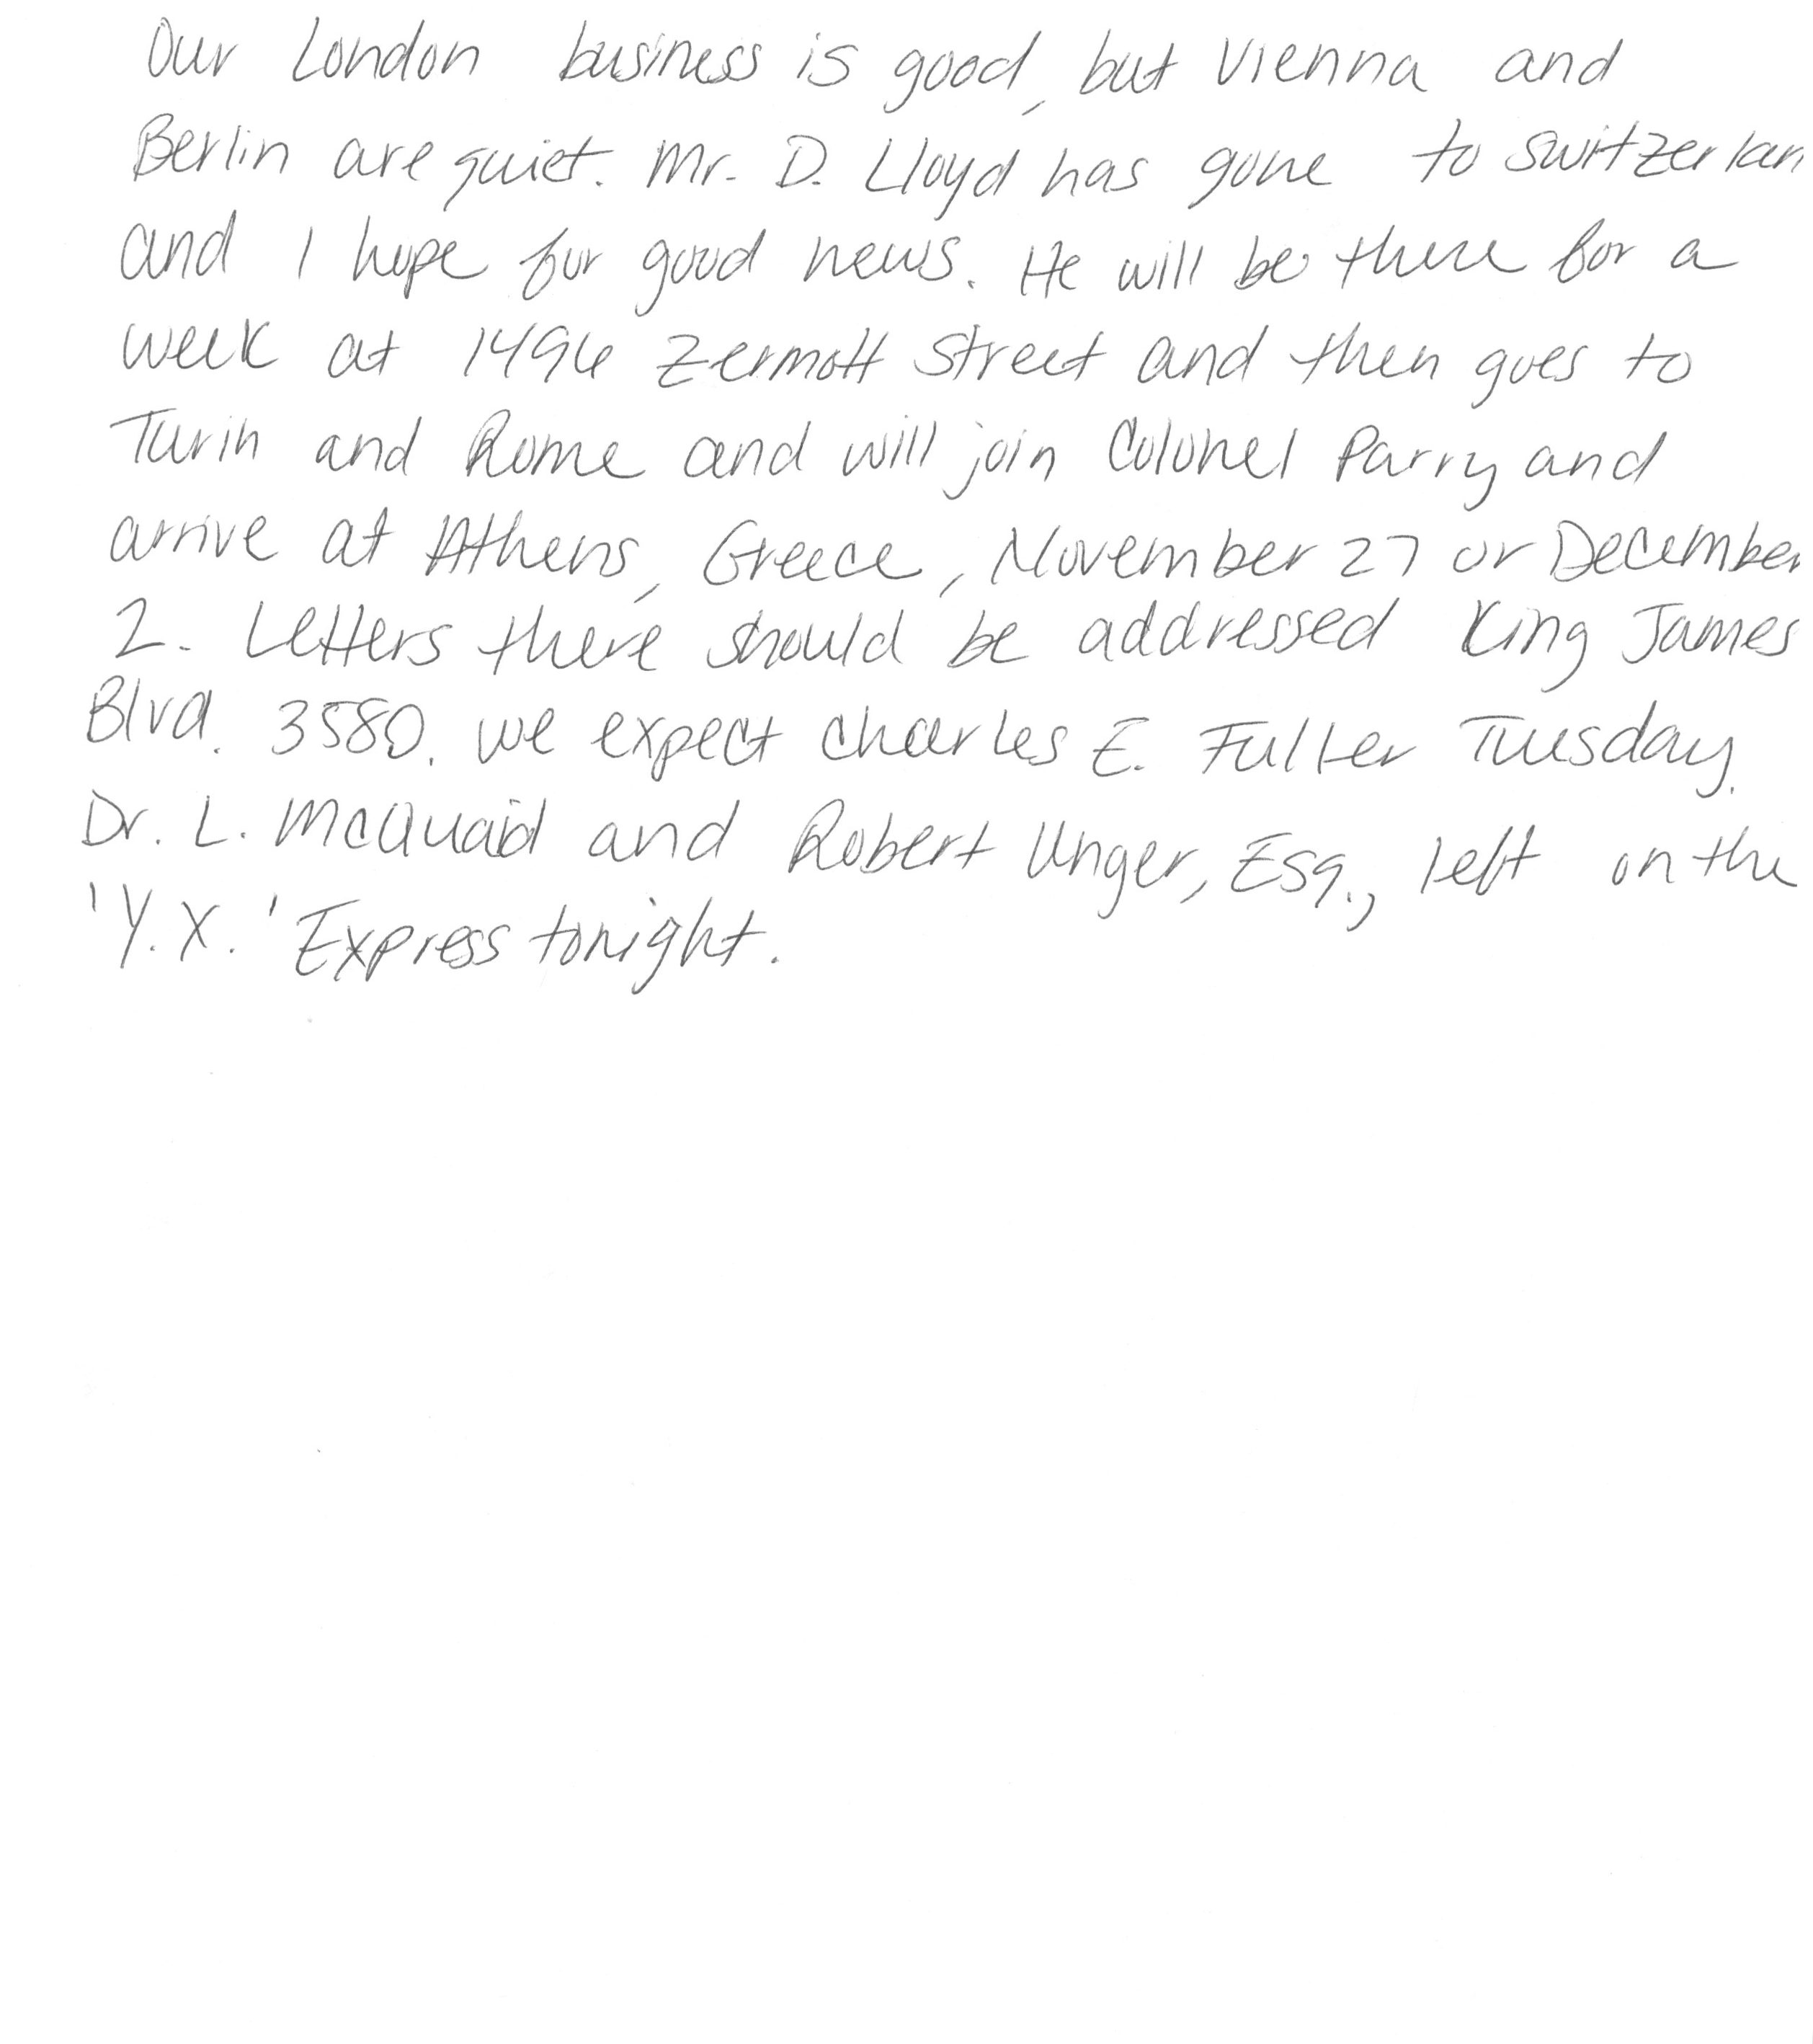 Our London business is good, but Vienna and
Berlin are quiet. Mr. D. Lloyd has gone to Switzerlan
and I hope for good news. He will be there for a
week at 1496 Zermott Street and then goes to
Turin and Rome and will join Colonel Parry and
arrive at Athens, Greece, November 27 or December
2. Letters there should be addressed King James
Blvd. 3580. We expect Charles E. Fuller Tuesday.
Dr. L. McQuaid and Robert Unger, Esq., left on the
'Y.X.' Express tonight.